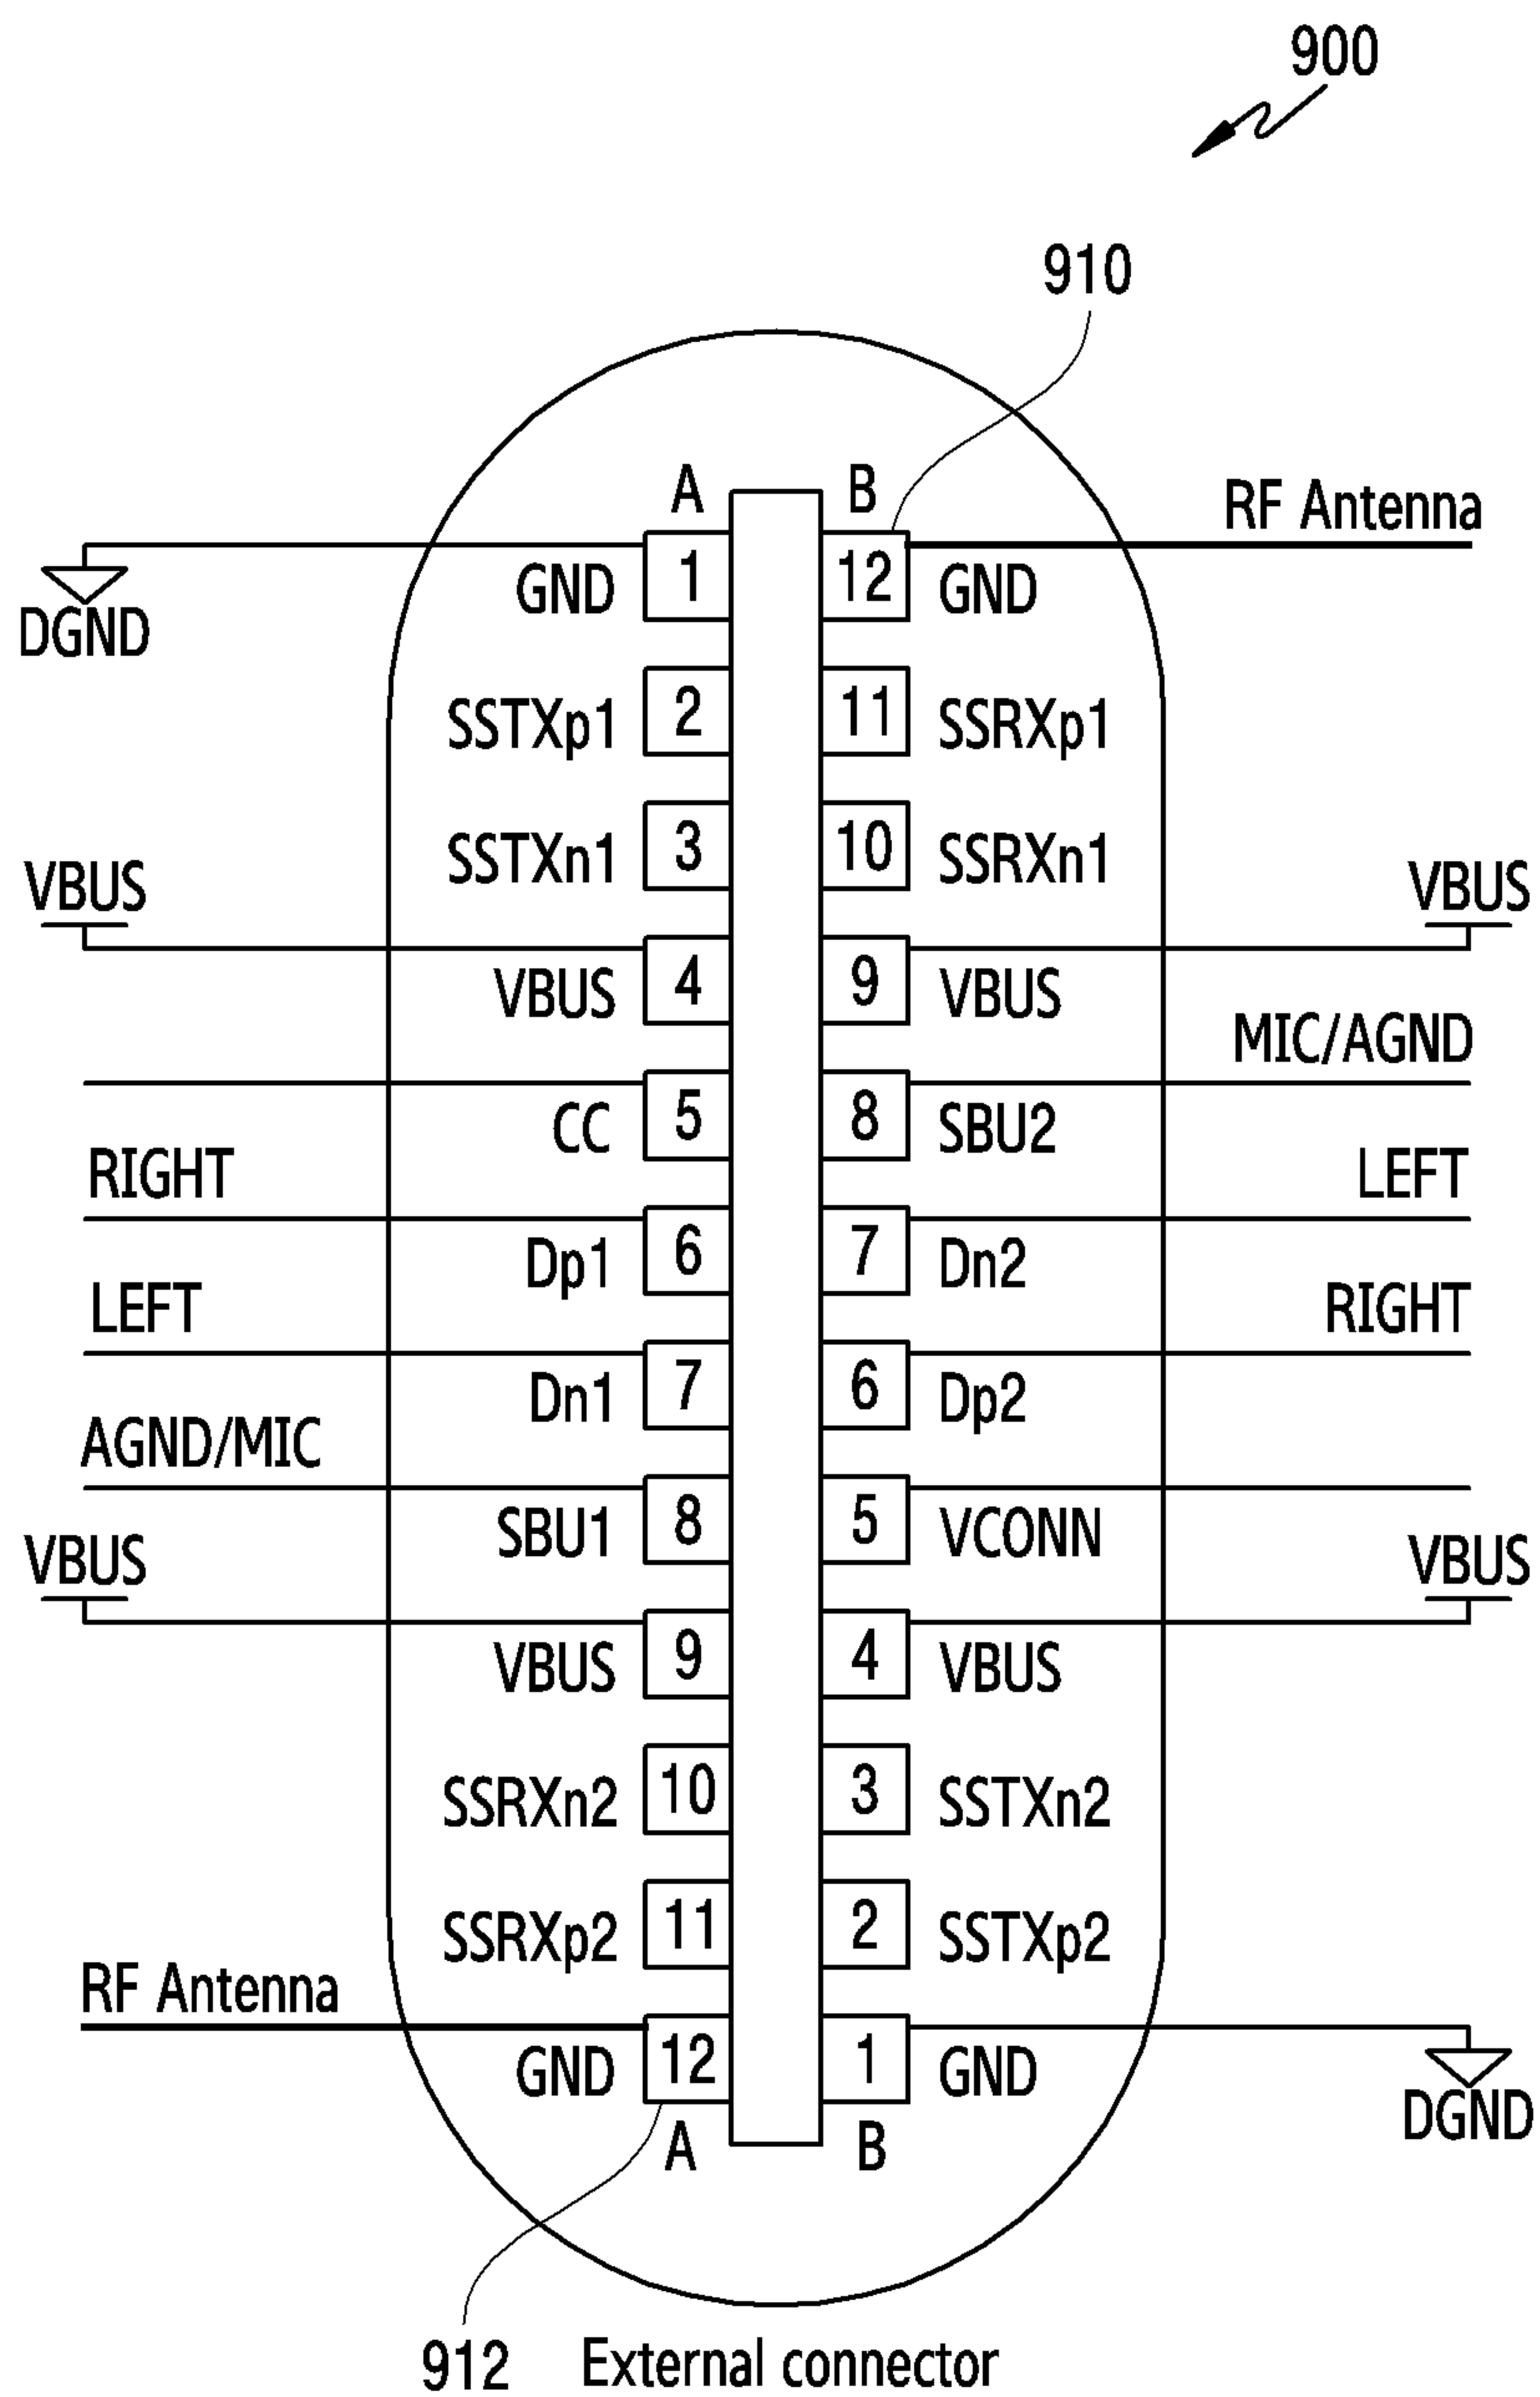 900
910
A B
RF Antenna
GND 1 12 GND
DGND
SSTXp1 2 11 SSRXp1
SSTXn1 3 10 SSRXn1
VBUS VBUS
VBUS 4 9 VBUS
MIC/AGND
CC 5 8 SBU2
RIGHT LEFT
Dp1 6 7 Dn2
LEFT RIGHT
Dn1 7 6 Dp2
AGND/MIC
SBU1 8 5 VCONN
VBUS VBUS
VBUS 9 4 VBUS
SSRXn2 10 3 SSTXn2
SSRXp2 11 2 SSTXp2
RF Antenna
GND 12 1 GND
DGND
A B
912 External connector